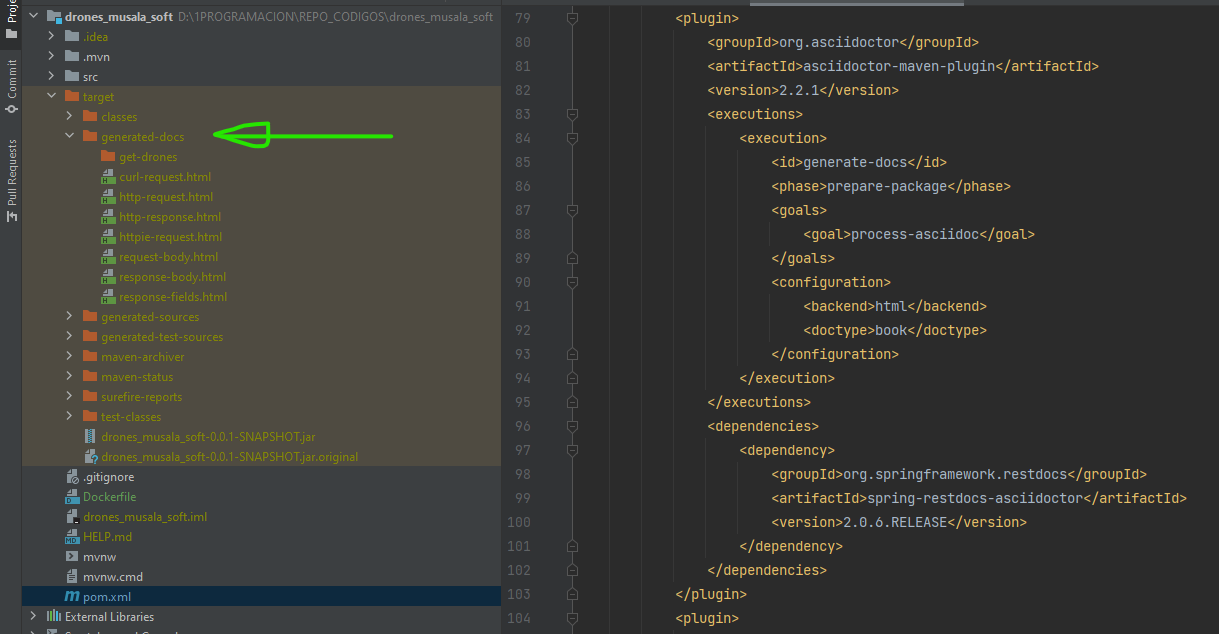 Proje
Commit
Pull Requests
drones_musala_soft D:\1PROGRAMACION\REPO_CODIGOS\drones_musala_soft
.idea
.mvn
src
target
classes
generated-docs
get-drones
curl-request.html
http-request.html
http-response.html
httpie-request.html
request-body.html
response-body.html
response-fields.html
generated-sources
generated-test-sources
maven-archiver
maven-status
surefire-reports
test-classes
drones_musala_soft-0.0.1-SNAPSHOT.jar
drones_musala_soft-0.0.1-SNAPSHOT.jar.original
.gitignore
Dockerfile
drones_musala_soft.iml
HELP.md
mvnw
mvnw.cmd
pom.xml
External Libraries
79 <plugin>
80 <groupId>org.asciidoctor</groupId>
81 <artifactId>asciidoctor-maven-plugin</artifactId>
82 <version>2.2.1</version>
83 <executions>
84 <execution>
85 <id>generate-docs</id>
86 <phase>prepare-package</phase>
87 <goals>
88 <goal>process-asciidoc</goal>
89 </goals>
90 <configuration>
91 <backend>html</backend>
92 <doctype>book</doctype>
93 </configuration>
94 </execution>
95 </executions>
96 <dependencies>
97 <dependency>
98 <groupId>org.springframework.restdocs</groupId>
99 <artifactId>spring-restdocs-asciidoctor</artifactId>
100 <version>2.0.6.RELEASE</version>
101 </dependency>
102 </dependencies>
103 </plugin>
104 <plugin>